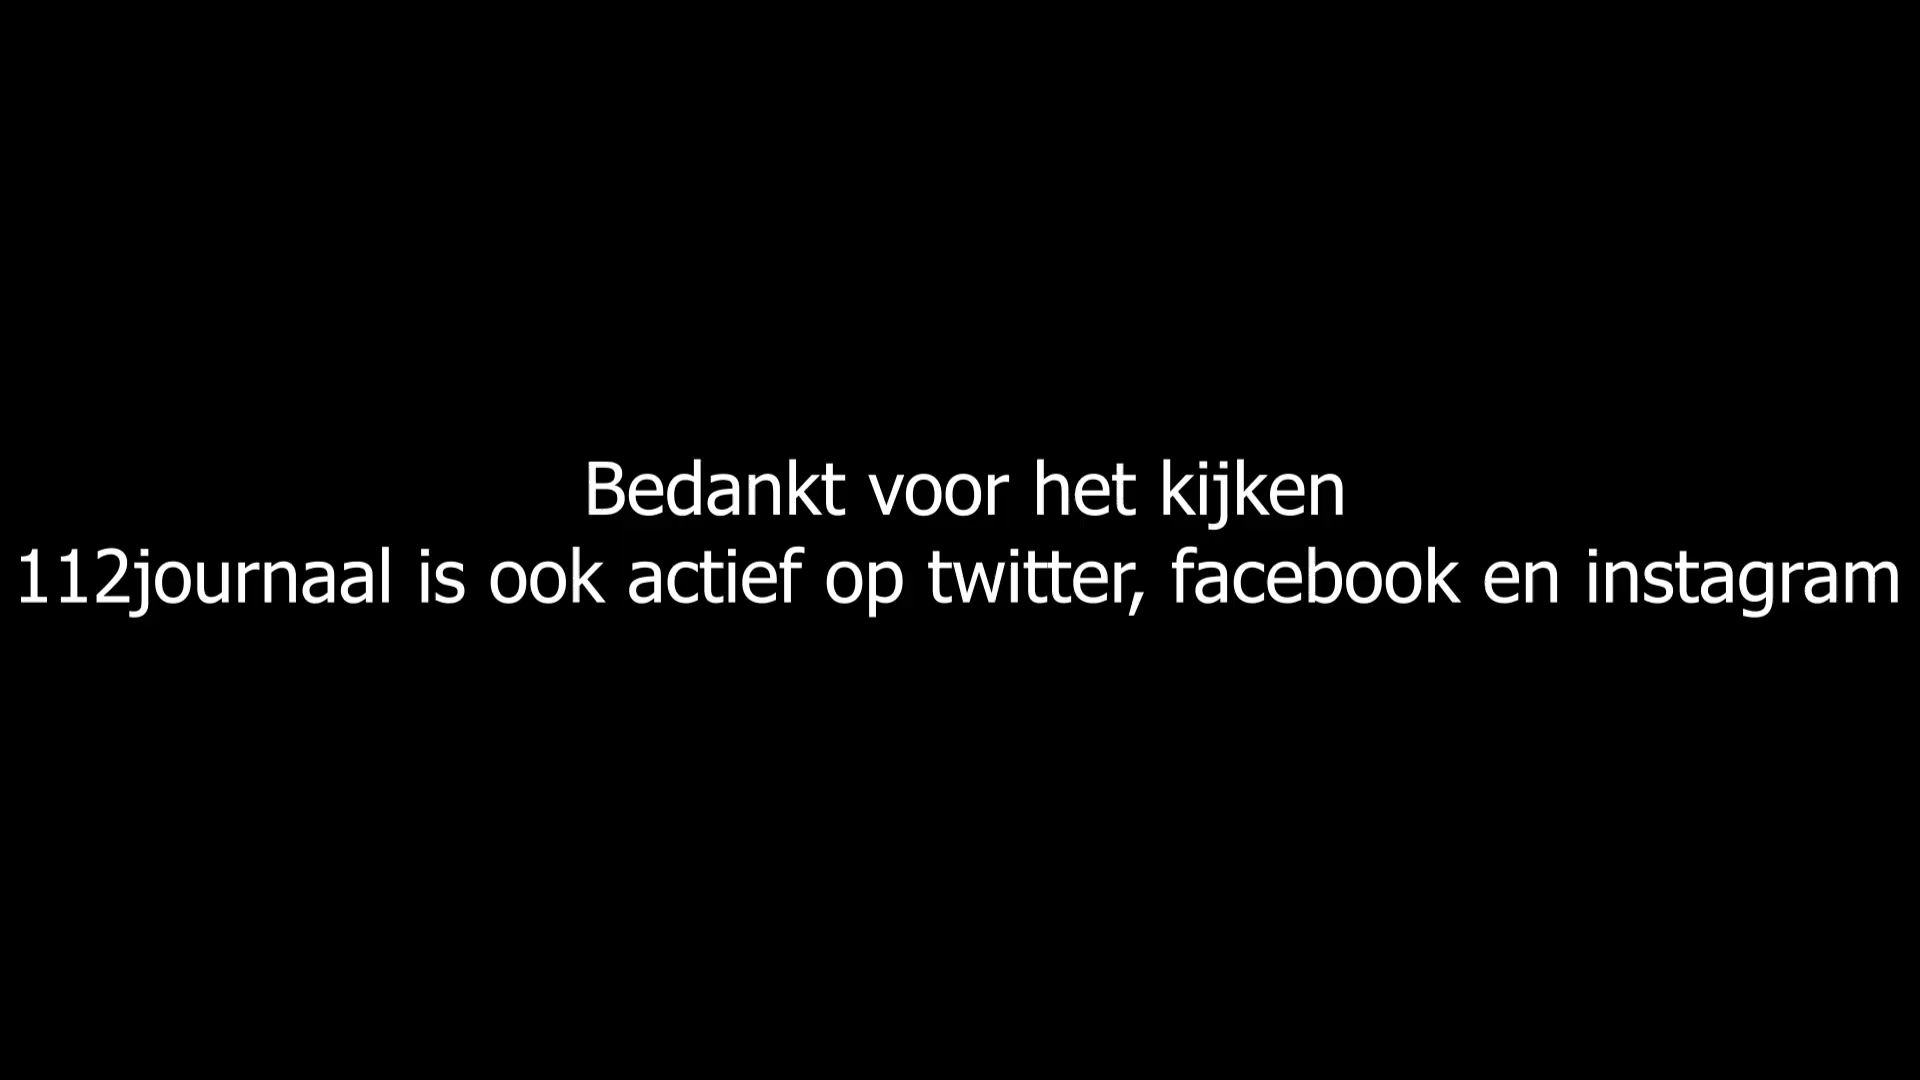 Bedankt voor het kijken
112journaal is ook actief op twitter, facebook en instagram